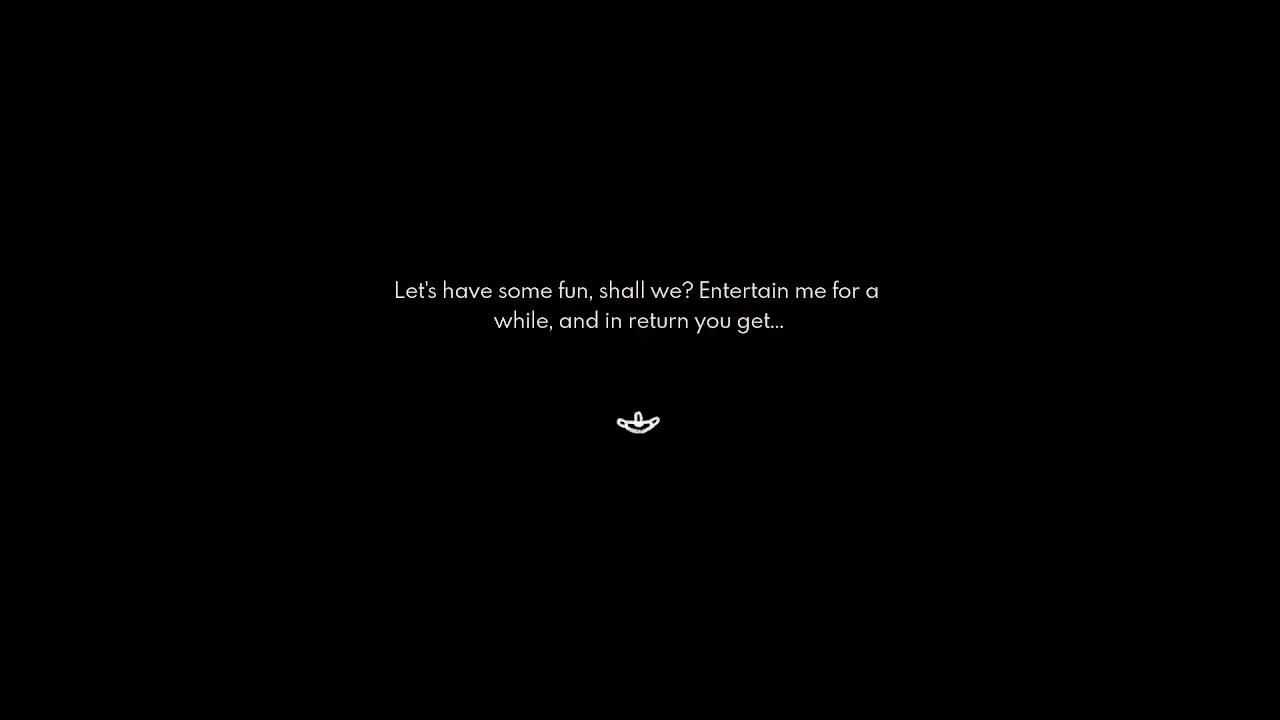 Let's have some fun, shall we? Entertain me for a
while, and in return you get...